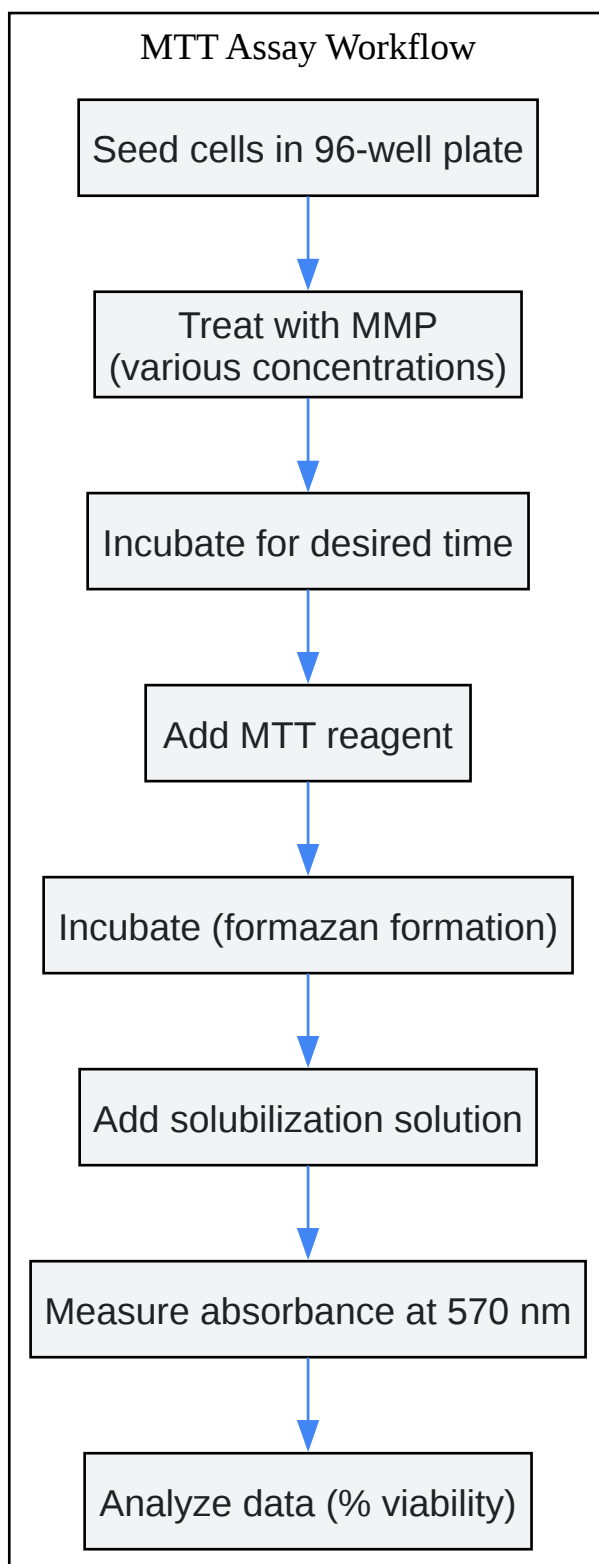 MTT Assay Workflow
Seed cells in 96-well plate
Treat with MMP
(various concentrations)
Incubate for desired time
Add MTT reagent
Incubate (formazan formation)
Add solubilization solution
Measure absorbance at 570 nm
Analyze data (% viability)